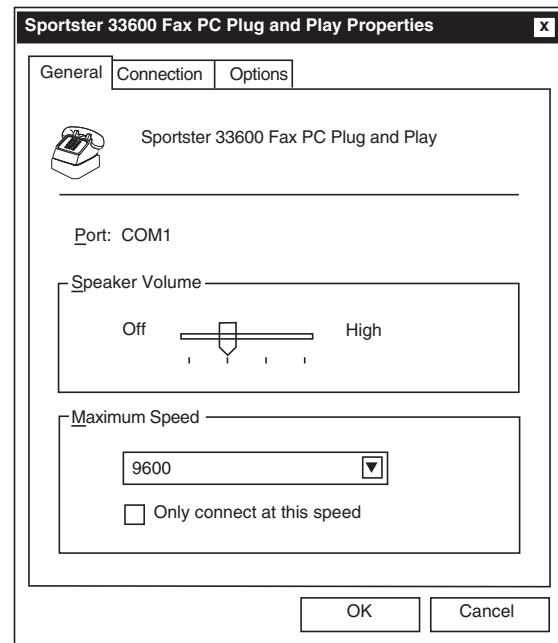 Sportster 33600 Fax PC Plug and Play Properties x
General Connection Options
Sportster 33600 Fax PC Plug and Play
Port: COM1
Speaker Volume
Off High
Maximum Speed
9600
Only connect at this speed
OK Cancel